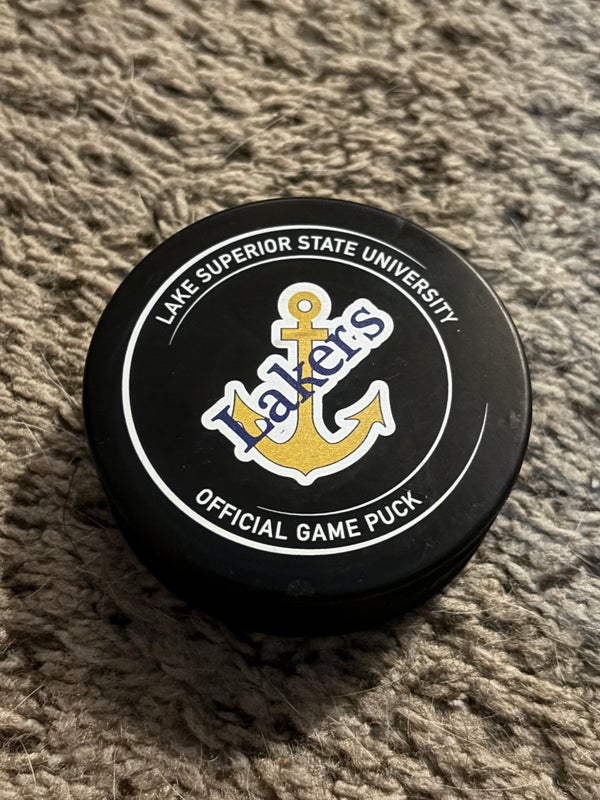 LAKE SUPERIOR STATE UNIVERSITY
Lakers
OFFICIAL GAME PUCK